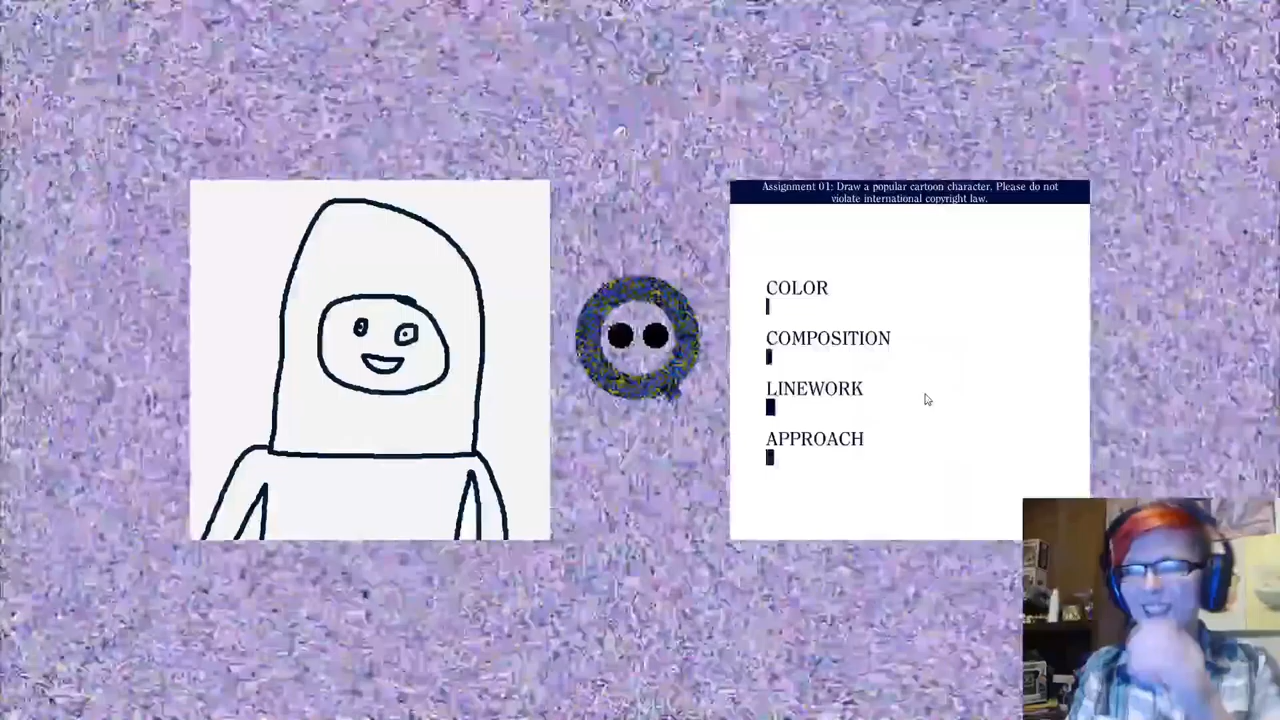 Assignment 01: Draw a popular cartoon character. Please do not
violate international copyright law.
COLOR
COMPOSITION
LINEWORK
APPROACH